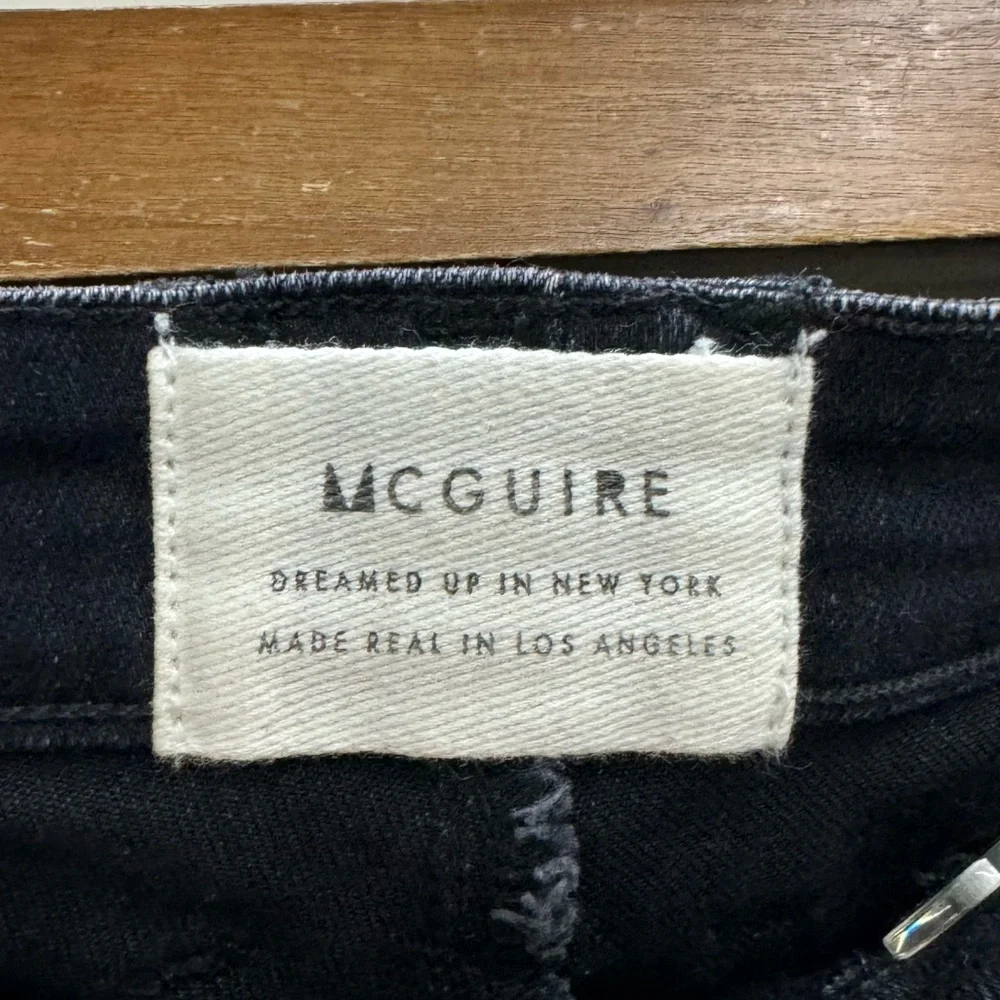 MCGUIRE
DREAMED UP IN NEW YORK
MADE REAL IN LOS ANGELES